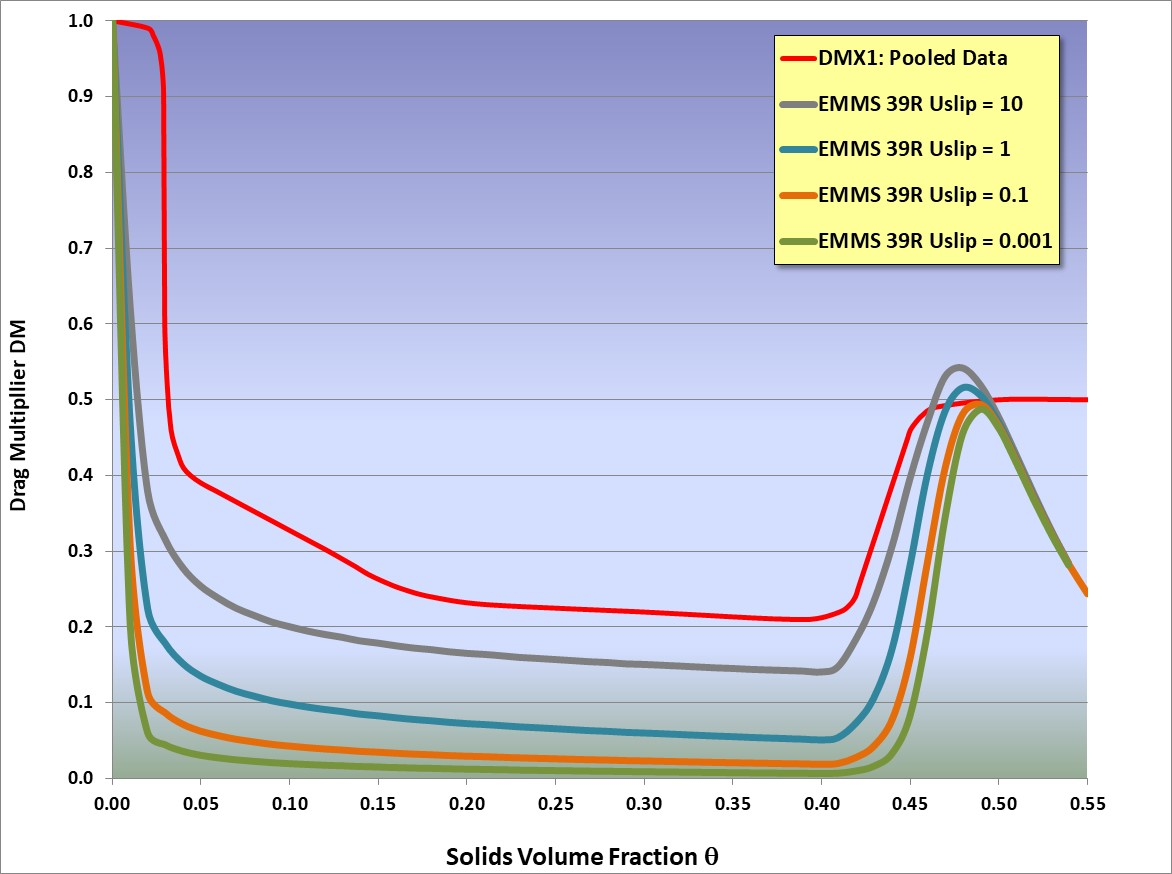 1.0
0.9
0.8
0.7
0.6
0.5
0.4
0.3
0.2
0.1
0.0
Drag Multipllier DM
DMX1: Pooled Data
EMMS 39R Uslip = 10
EMMS 39R Uslip = 1
EMMS 39R Uslip = 0.1
EMMS 39R Uslip = 0.001
0.00 0.05 0.10 0.15 0.20 0.25 0.30 0.35 0.40 0.45 0.50 0.55
Solids Volume Fraction θ